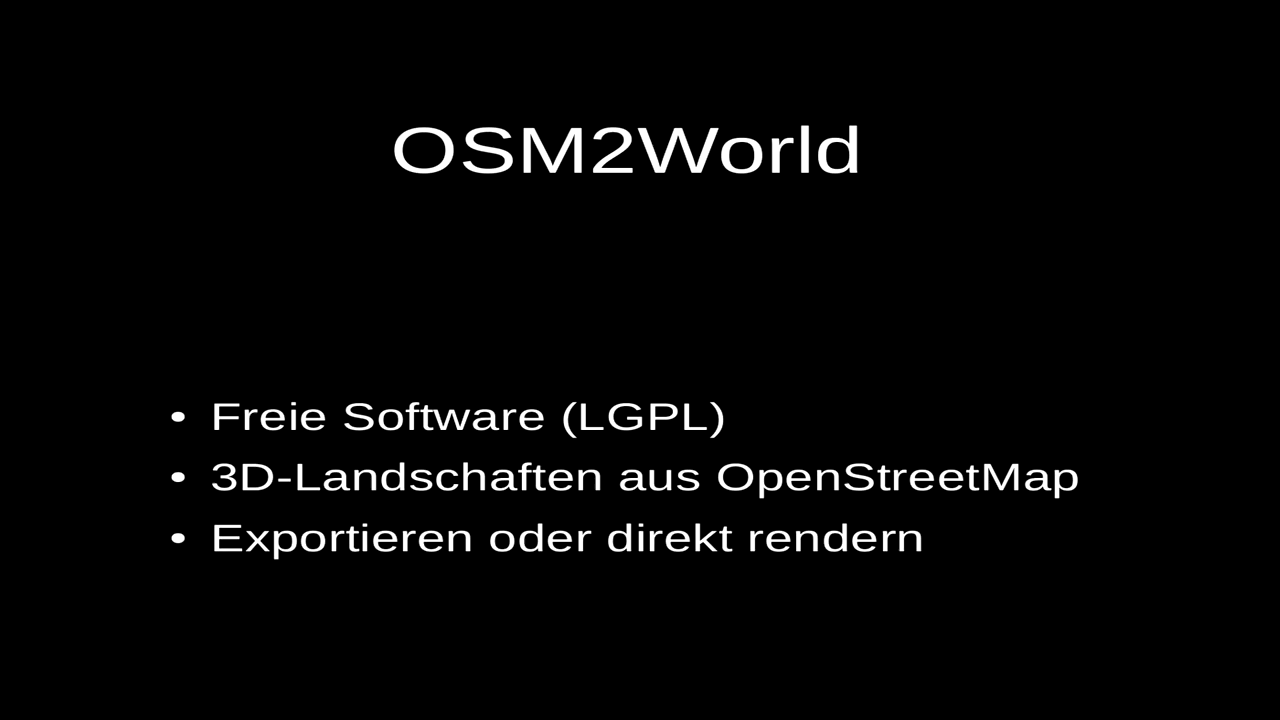 OSM2World
• Freie Software (LGPL)
• 3D-Landschaften aus OpenStreetMap
• Exportieren oder direkt rendern